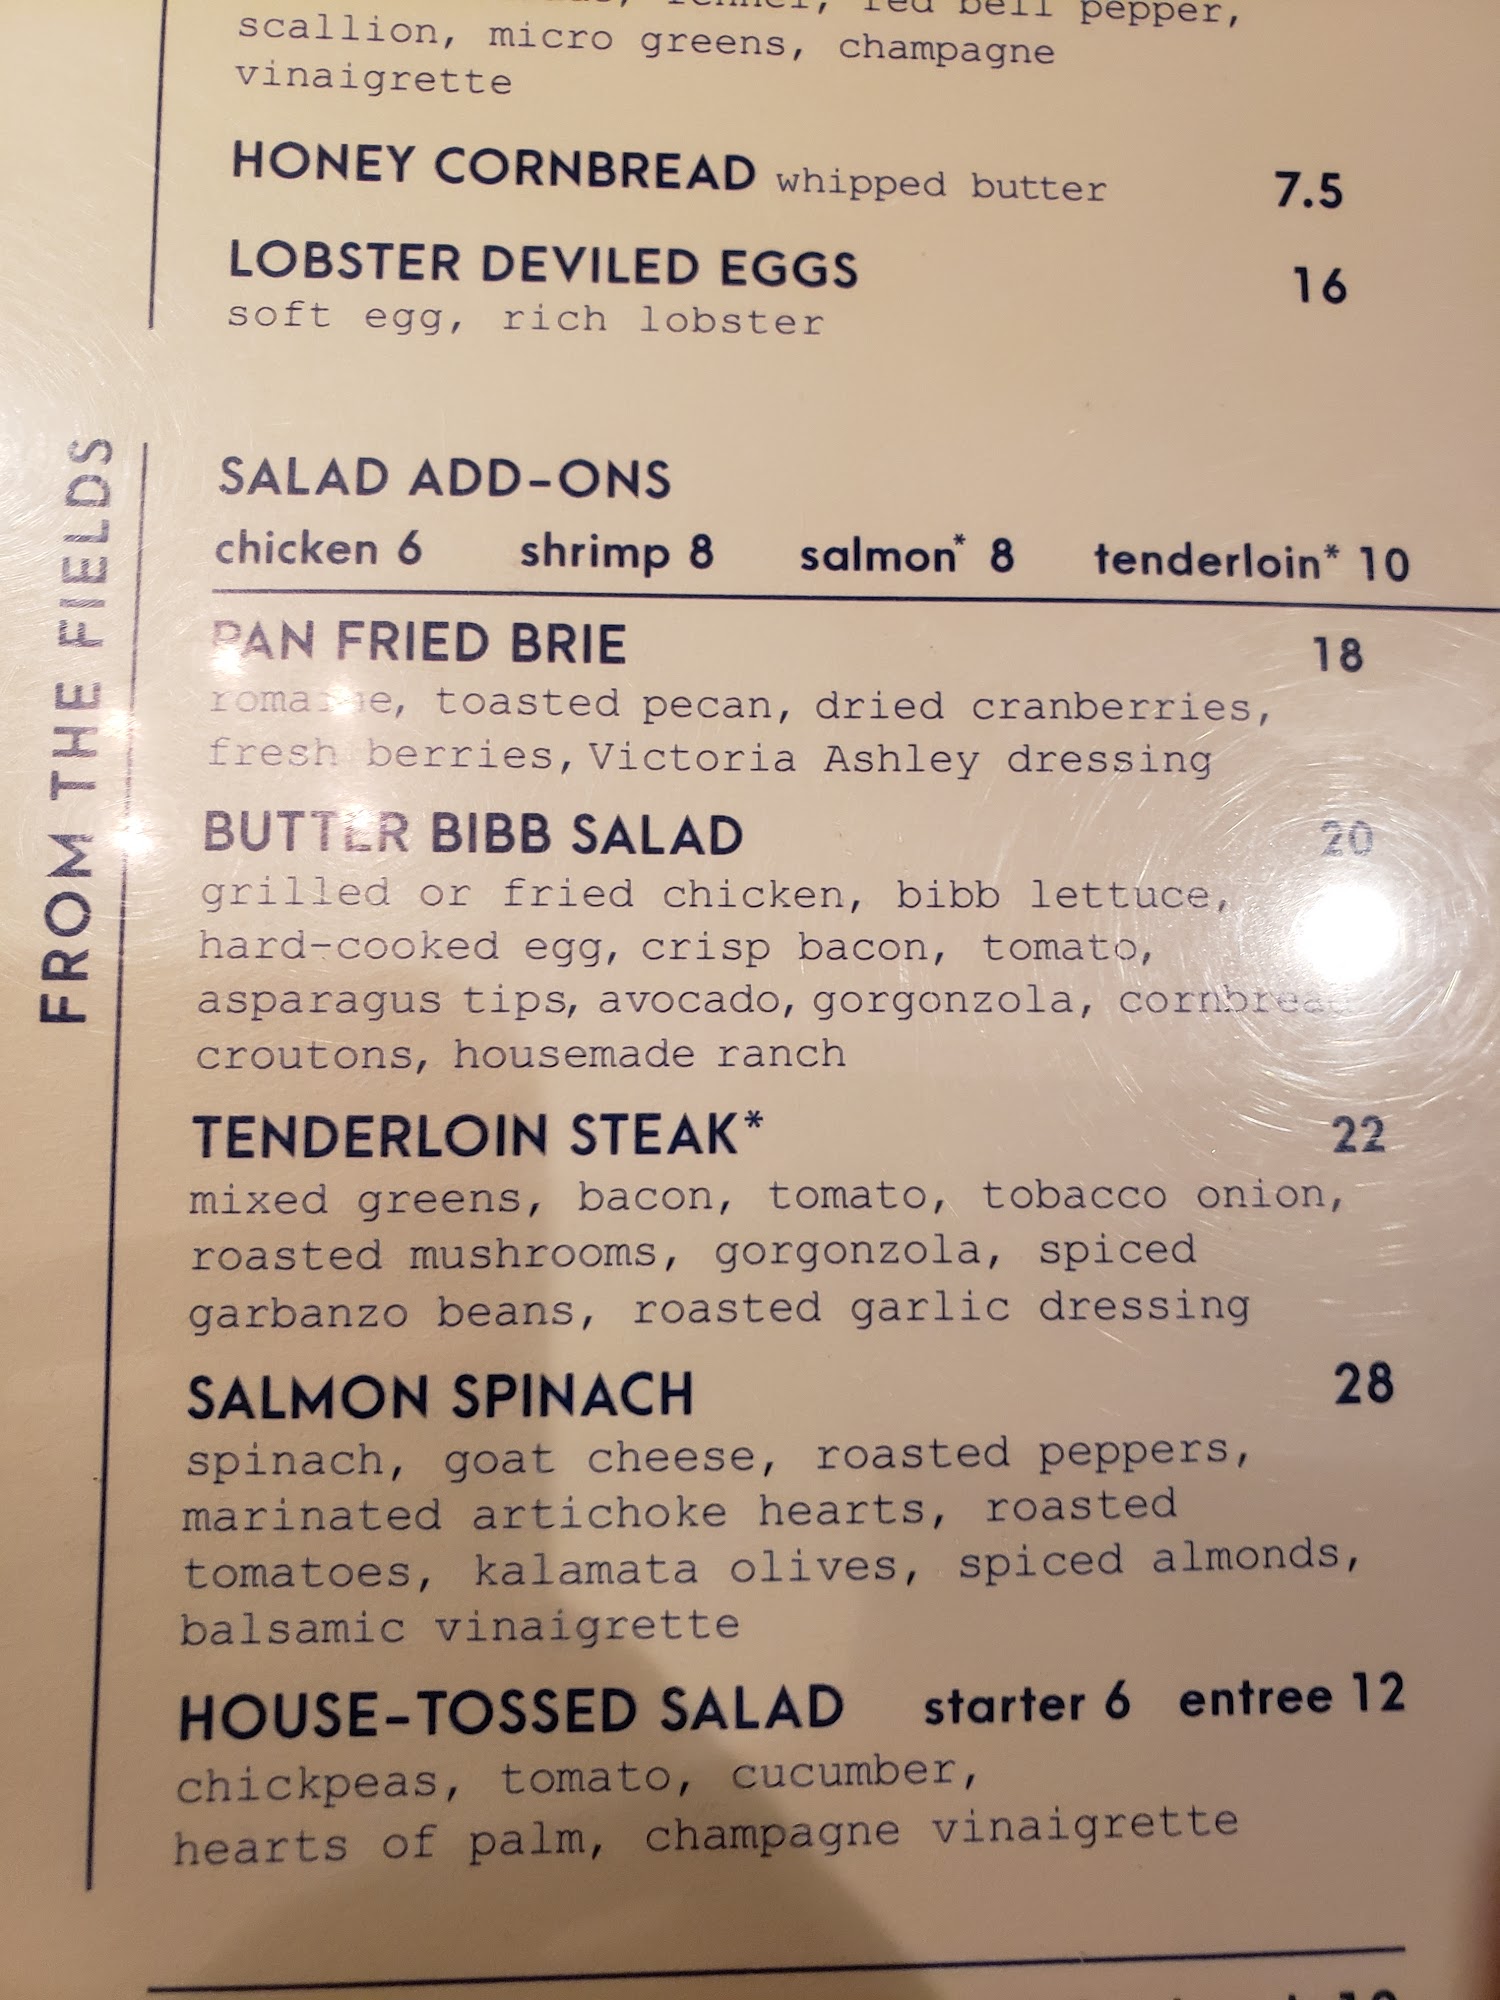 red bell pepper,
scallion, micro greens, champagne
vinaigrette
HONEY CORNBREAD whipped butter 7.5
LOBSTER DEVILED EGGS 16
soft egg, rich lobster
FROM THE FIELDS
SALAD ADD-ONS
chicken 6 shrimp 8 salmon* 8 tenderloin* 10
PAN FRIED BRIE 18
romaine, toasted pecan, dried cranberries,
fresh berries, Victoria Ashley dressing
BUTTER BIBB SALAD 20
grilled or fried chicken, bibb lettuce,
hard-cooked egg, crisp bacon, tomato,
asparagus tips, avocado, gorgonzola, cornbread
croutons, housemade ranch
TENDERLOIN STEAK* 22
mixed greens, bacon, tomato, tobacco onion,
roasted mushrooms, gorgonzola, spiced
garbanzo beans, roasted garlic dressing
SALMON SPINACH 28
spinach, goat cheese, roasted peppers,
marinated artichoke hearts, roasted
tomatoes, kalamata olives, spiced almonds,
balsamic vinaigrette
HOUSE-TOSSED SALAD starter 6 entree 12
chickpeas, tomato, cucumber,
hearts of palm, champagne vinaigrette